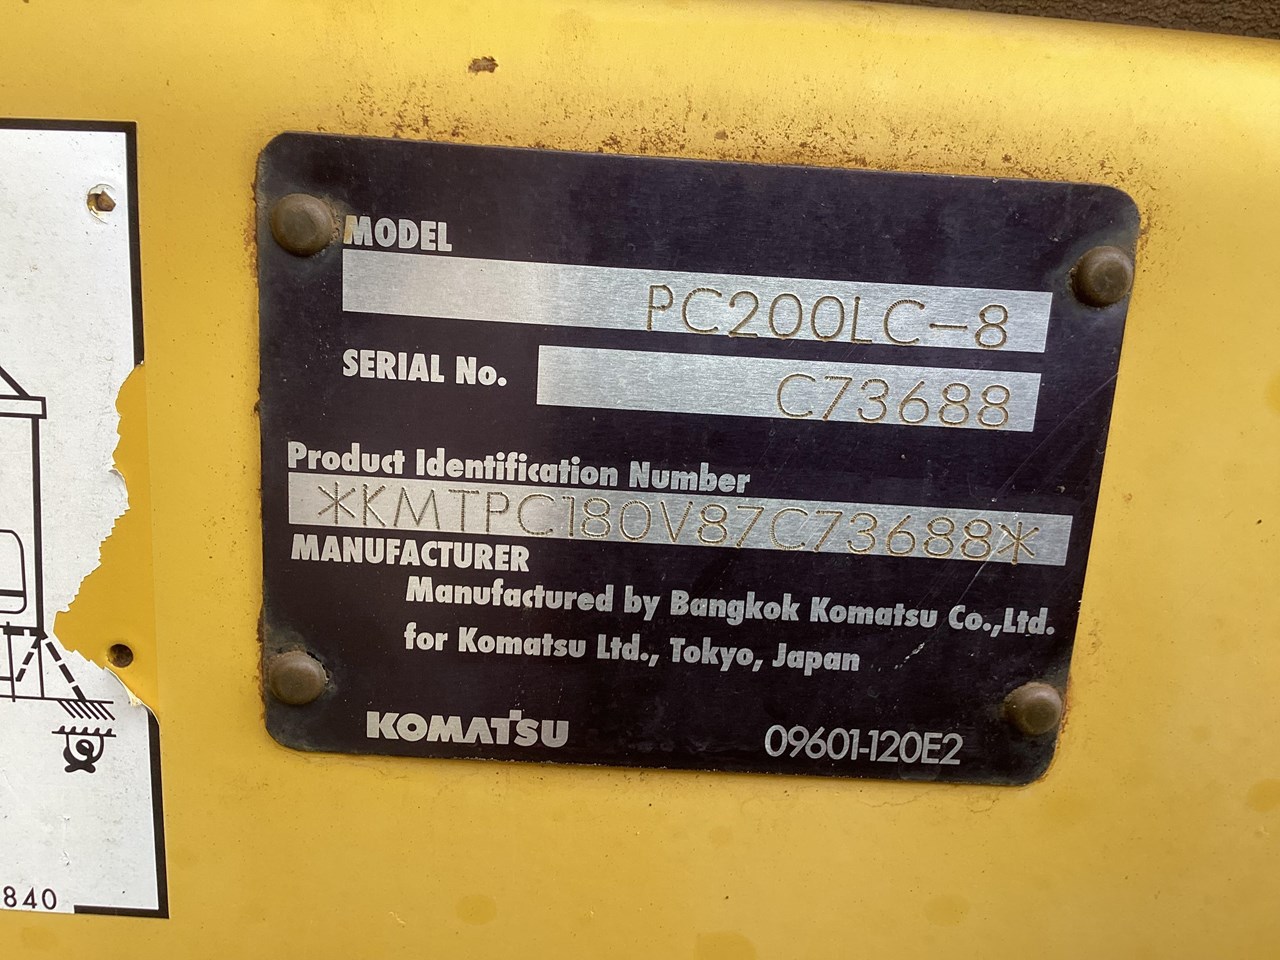 MODEL
PC200LC-8
SERIAL No.
C73688
Product Identification Number
*KMTPC180V87C73688*
MANUFACTURER
Manufactured by Bangkok Komatsu Co.,Ltd.
for Komatsu Ltd., Tokyo, Japan
KOMATSU
09601-120E2
840